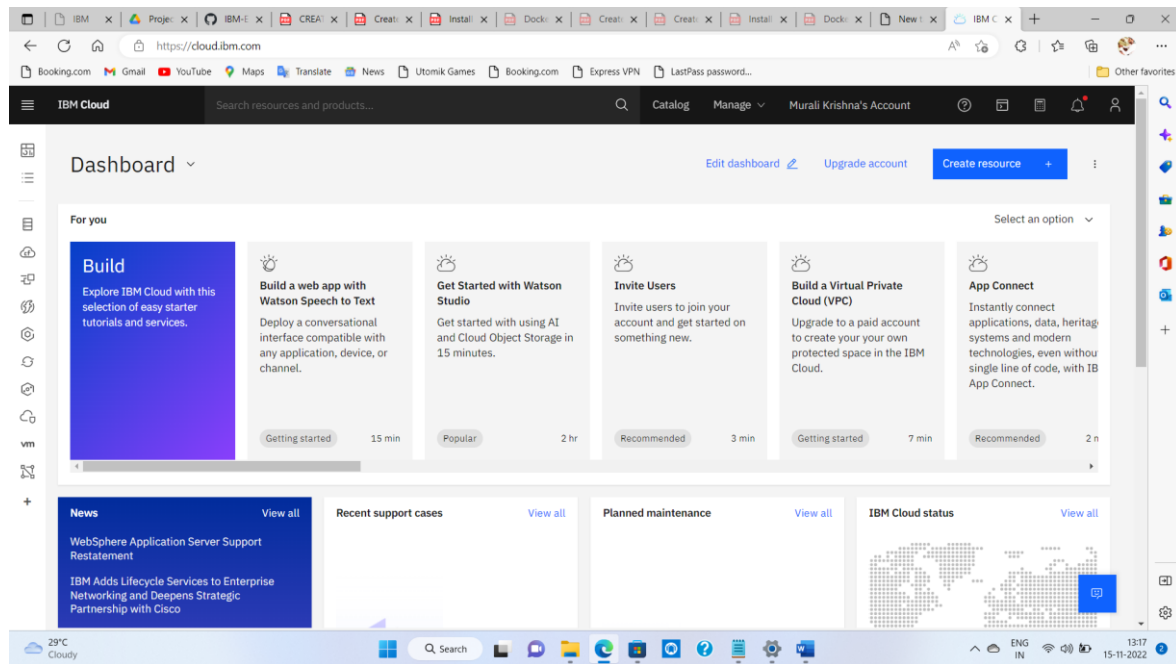 IBM
Projec
IBM-E
CREAT
Create
Install
Docke
Creati
Creati
Install
Docke
New t
IBM C
https://cloud.ibm.com
Booking.com
Gmail
YouTube
Maps
Translate
News
Utomik Games
Booking.com
Express VPN
LastPass password...
Other favorites
IBM Cloud
Search resources and products...
Catalog
Manage
Murali Krishna's Account
Dashboard
Edit dashboard
Upgrade account
Create resource +
For you
Select an option
Build
Explore IBM Cloud with this
selection of easy starter
tutorials and services.
Build a web app with
Watson Speech to Text
Deploy a conversational
interface compatible with
any application, device, or
channel.
Getting started
15 min
Get Started with Watson
Studio
Get started with using AI
and Cloud Object Storage in
15 minutes.
Popular
2 hr
Invite Users
Invite users to join your
account and get started on
something new.
Recommended
3 min
Build a Virtual Private
Cloud (VPC)
Upgrade to a paid account
to create your your own
protected space in the IBM
Cloud.
Getting started
7 min
App Connect
Instantly connect
applications, data, heritag
systems and modern
technologies, even withou
single line of code, with IB
App Connect.
Recommended
2 n
vm
News
View all
WebSphere Application Server Support
Restatement
IBM Adds Lifecycle Services to Enterprise
Networking and Deepens Strategic
Partnership with Cisco
Recent support cases
View all
Planned maintenance
View all
IBM Cloud status
View all
29°C
Cloudy
Search
ENG
IN
13:17
15-11-2022
2